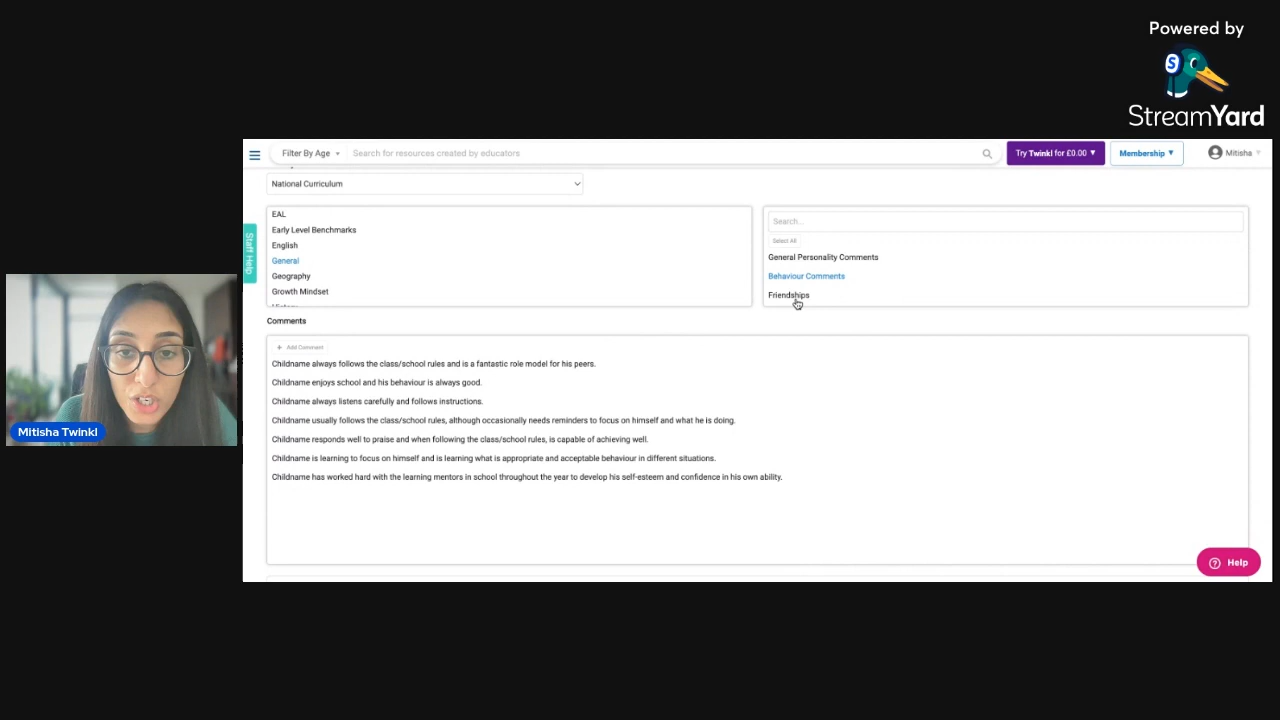 Powered by
S
StreamYard
Filter By Age
Search for resources created by educators
Try Twinkl for £0.00
Membership
Mitisha
National Curriculum
Staff Help
EAL
Early Level Benchmarks
English
General
Geography
Growth Mindset
Search...
Select All
General Personality Comments
Behaviour Comments
Friendships
Comments
+ Add Comment
Childname always follows the class/school rules and is a fantastic role model for his peers.
Childname enjoys school and his behaviour is always good.
Childname always listens carefully and follows instructions.
Childname usually follows the class/school rules, although occasionally needs reminders to focus on himself and what he is doing.
Childname responds well to praise and when following the class/school rules, is capable of achieving well.
Childname is learning to focus on himself and is learning what is appropriate and acceptable behaviour in different situations.
Childname has worked hard with the learning mentors in school throughout the year to develop his self-esteem and confidence in his own ability.
Mitisha Twinkl
? Help